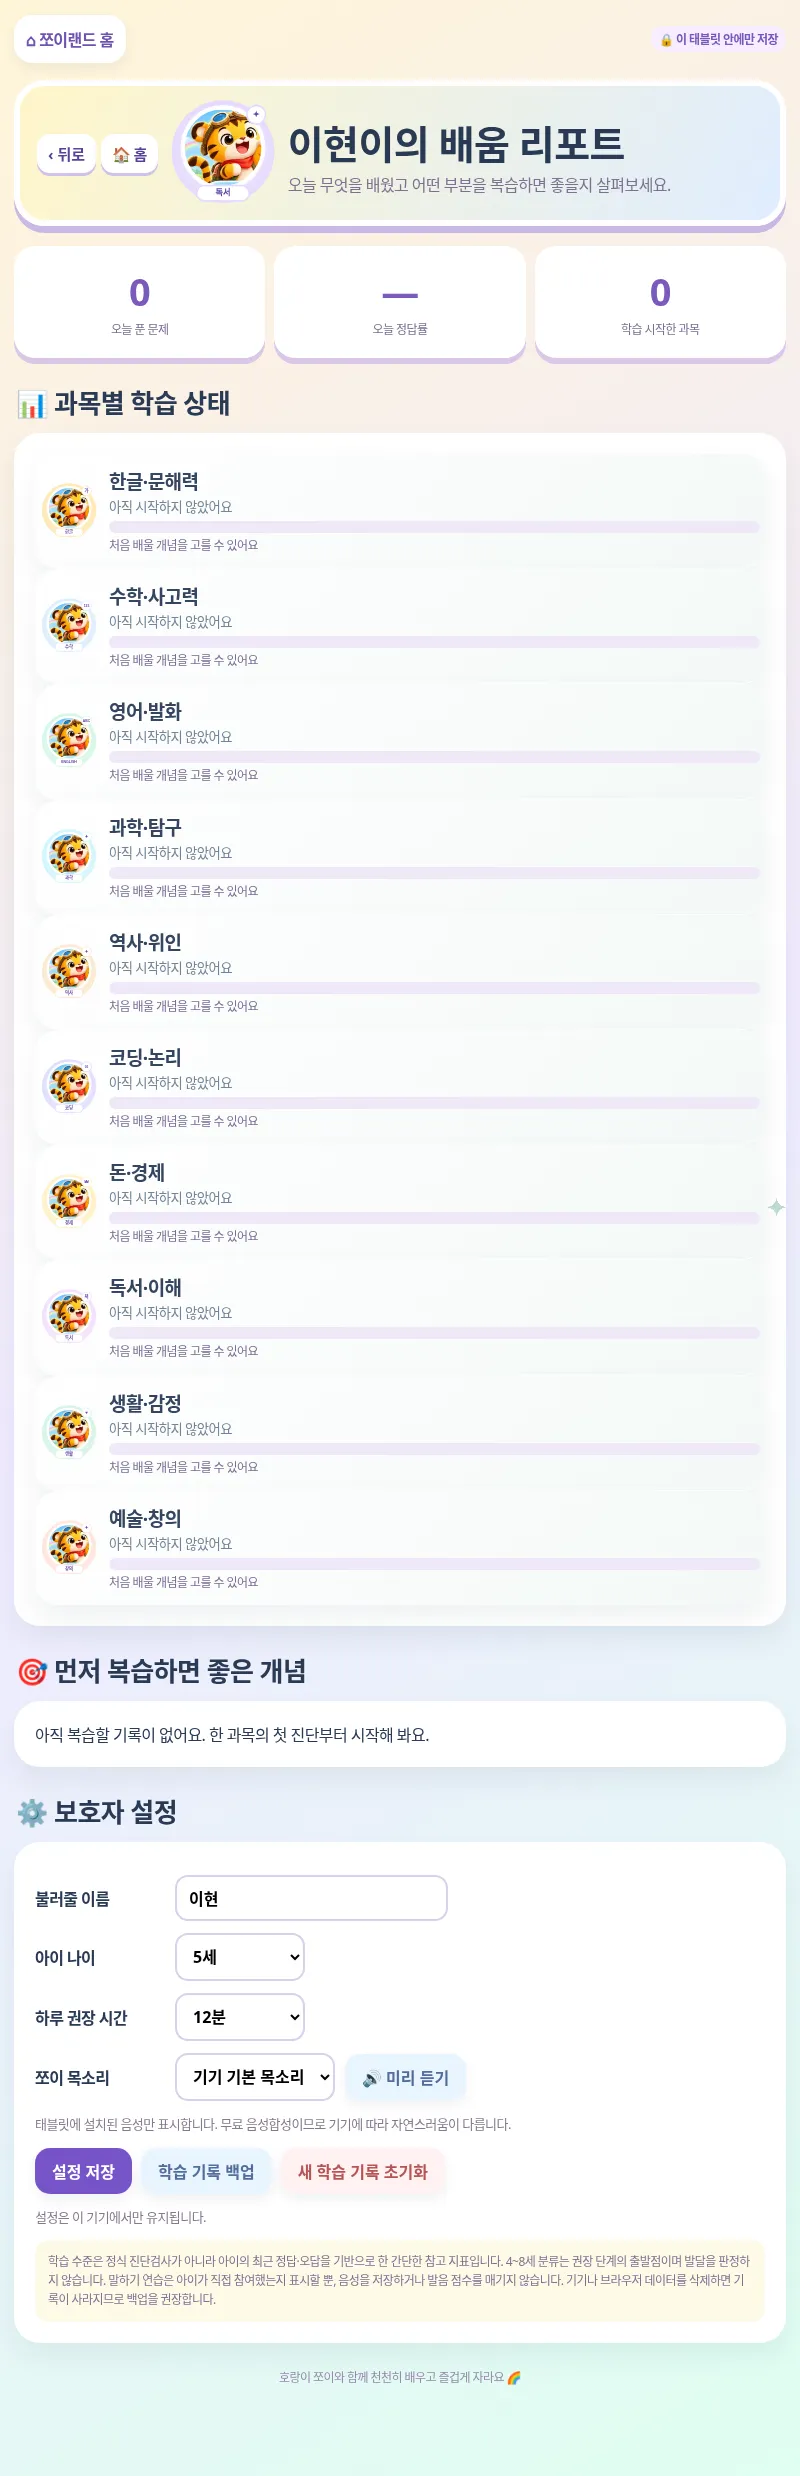 ⌂ 쪼이랜드 홈
🔒 이 태블릿 안에만 저장
‹ 뒤로
🏠 홈
독서
이현이의 배움 리포트
오늘 무엇을 배웠고 어떤 부분을 복습하면 좋을지 살펴보세요.
0
오늘 푼 문제
—
오늘 정답률
0
학습 시작한 과목
📊 과목별 학습 상태
한글·문해력
아직 시작하지 않았어요
처음 배울 개념을 고를 수 있어요
수학·사고력
아직 시작하지 않았어요
처음 배울 개념을 고를 수 있어요
영어·발화
아직 시작하지 않았어요
처음 배울 개념을 고를 수 있어요
과학·탐구
아직 시작하지 않았어요
처음 배울 개념을 고를 수 있어요
역사·위인
아직 시작하지 않았어요
처음 배울 개념을 고를 수 있어요
코딩·논리
아직 시작하지 않았어요
처음 배울 개념을 고를 수 있어요
돈·경제
아직 시작하지 않았어요
처음 배울 개념을 고를 수 있어요
독서·이해
아직 시작하지 않았어요
처음 배울 개념을 고를 수 있어요
생활·감정
아직 시작하지 않았어요
처음 배울 개념을 고를 수 있어요
예술·창의
아직 시작하지 않았어요
처음 배울 개념을 고를 수 있어요
🎯 먼저 복습하면 좋은 개념
아직 복습할 기록이 없어요. 한 과목의 첫 진단부터 시작해 봐요.
⚙️ 보호자 설정
불러줄 이름
이현
아이 나이
5세
하루 권장 시간
12분
쪼이 목소리
기기 기본 목소리
🔊 미리 듣기
태블릿에 설치된 음성만 표시합니다. 무료 음성합성이므로 기기에 따라 자연스러움이 다릅니다.
설정 저장
학습 기록 백업
새 학습 기록 초기화
설정은 이 기기에서만 유지됩니다.
학습 수준은 정식 진단검사가 아니라 아이의 최근 정답·오답을 기반으로 한 간단한 참고 지표입니다. 4~8세 분류는 권장 단계의 출발점이며 발달을 판정하
지 않습니다. 말하기 연습은 아이가 직접 참여했는지 표시할 뿐, 음성을 저장하거나 발음 점수를 매기지 않습니다. 기기나 브라우저 데이터를 삭제하면 기
록이 사라지므로 백업을 권장합니다.
호랑이 쪼이와 함께 천천히 배우고 즐겁게 자라요 🌈